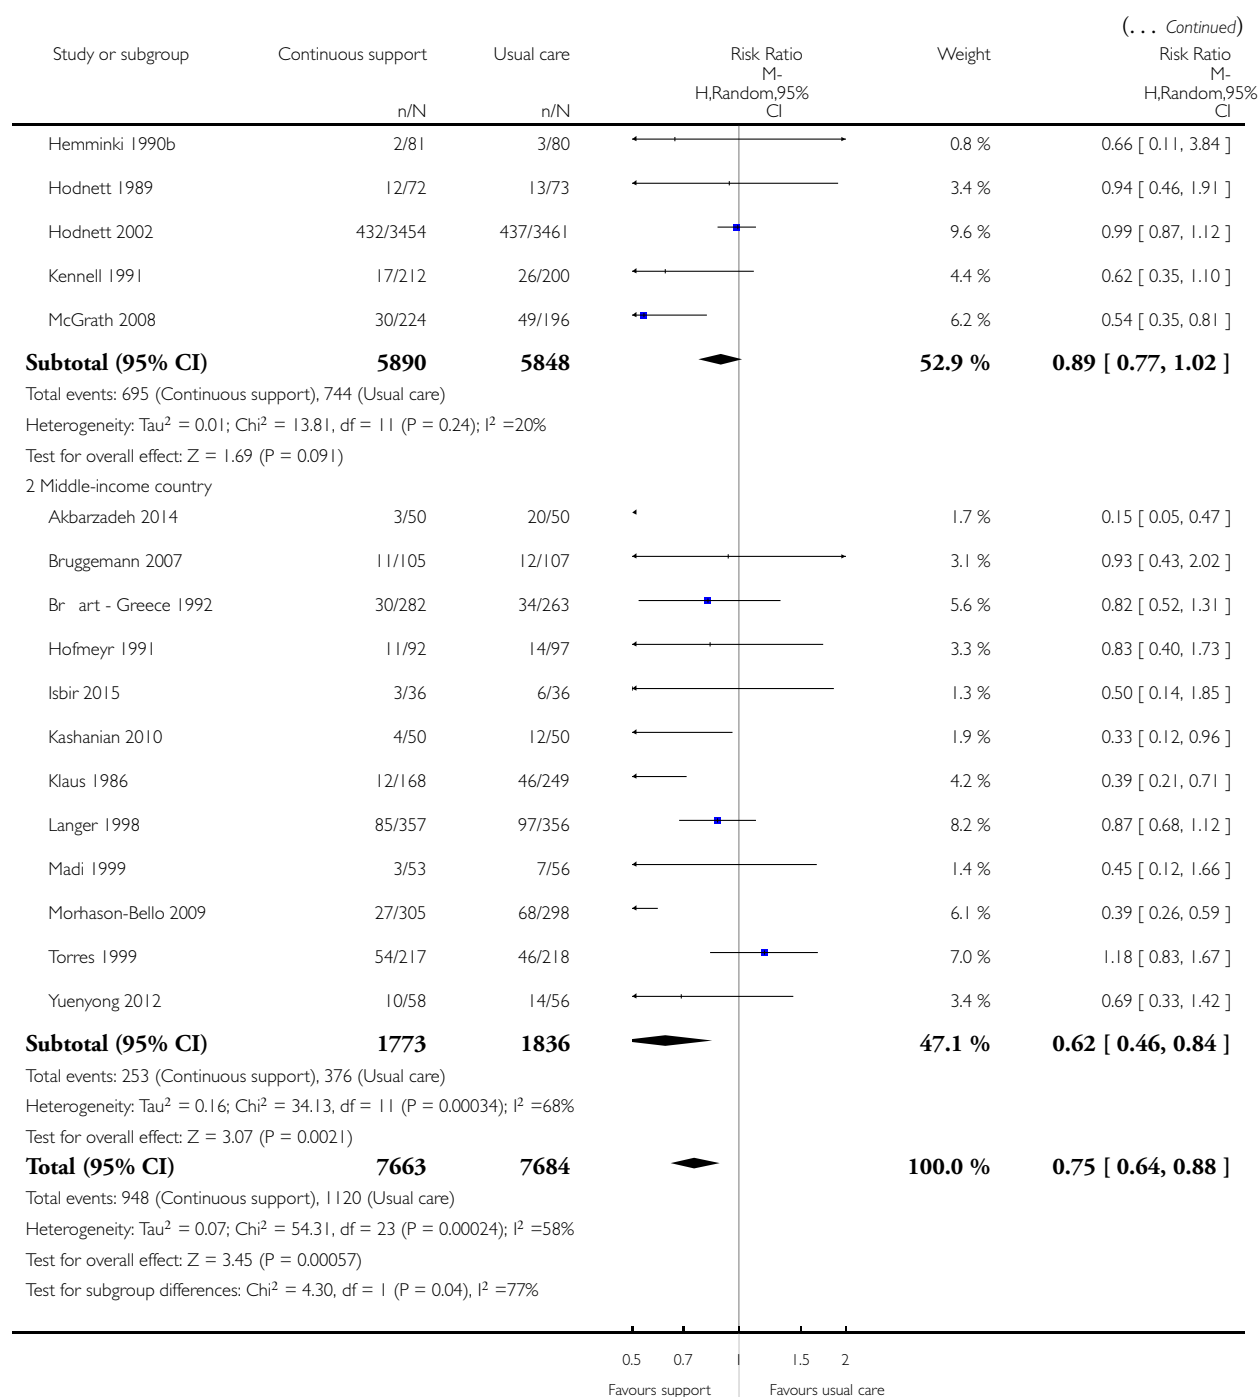 (... Continued)
Study or subgroup Continuous support Usual care Risk Ratio Weight Risk Ratio
M- M-
H,Random,95% H,Random,95%
n/N n/N CI CI
Hemminki 1990b 2/81 3/80 0.8 % 0.66 [ 0.11, 3.84 ]
Hodnett 1989 12/72 13/73 3.4 % 0.94 [ 0.46, 1.91 ]
Hodnett 2002 432/3454 437/3461 9.6 % 0.99 [ 0.87, 1.12 ]
Kennell 1991 17/212 26/200 4.4 % 0.62 [ 0.35, 1.10 ]
McGrath 2008 30/224 49/196 6.2 % 0.54 [ 0.35, 0.81 ]
Subtotal (95% CI) 5890 5848 52.9 % 0.89 [ 0.77, 1.02 ]
Total events: 695 (Continuous support), 744 (Usual care)
Heterogeneity: Tau² = 0.01; Chi² = 13.81, df = 11 (P = 0.24); I² =20%
Test for overall effect: Z = 1.69 (P = 0.091)
2 Middle-income country
Akbarzadeh 2014 3/50 20/50 1.7 % 0.15 [ 0.05, 0.47 ]
Bruggemann 2007 11/105 12/107 3.1 % 0.93 [ 0.43, 2.02 ]
Br art - Greece 1992 30/282 34/263 5.6 % 0.82 [ 0.52, 1.31 ]
Hofmeyr 1991 11/92 14/97 3.3 % 0.83 [ 0.40, 1.73 ]
Isbir 2015 3/36 6/36 1.3 % 0.50 [ 0.14, 1.85 ]
Kashanian 2010 4/50 12/50 1.9 % 0.33 [ 0.12, 0.96 ]
Klaus 1986 12/168 46/249 4.2 % 0.39 [ 0.21, 0.71 ]
Langer 1998 85/357 97/356 8.2 % 0.87 [ 0.68, 1.12 ]
Madi 1999 3/53 7/56 1.4 % 0.45 [ 0.12, 1.66 ]
Morhason-Bello 2009 27/305 68/298 6.1 % 0.39 [ 0.26, 0.59 ]
Torres 1999 54/217 46/218 7.0 % 1.18 [ 0.83, 1.67 ]
Yuenyong 2012 10/58 14/56 3.4 % 0.69 [ 0.33, 1.42 ]
Subtotal (95% CI) 1773 1836 47.1 % 0.62 [ 0.46, 0.84 ]
Total events: 253 (Continuous support), 376 (Usual care)
Heterogeneity: Tau² = 0.16; Chi² = 34.13, df = 11 (P = 0.00034); I² =68%
Test for overall effect: Z = 3.07 (P = 0.0021)
Total (95% CI) 7663 7684 100.0 % 0.75 [ 0.64, 0.88 ]
Total events: 948 (Continuous support), 1120 (Usual care)
Heterogeneity: Tau² = 0.07; Chi² = 54.31, df = 23 (P = 0.00024); I² =58%
Test for overall effect: Z = 3.45 (P = 0.00057)
Test for subgroup differences: Chi² = 4.30, df = 1 (P = 0.04), I² =77%
0.5 0.7 1 1.5 2
Favours support Favours usual care